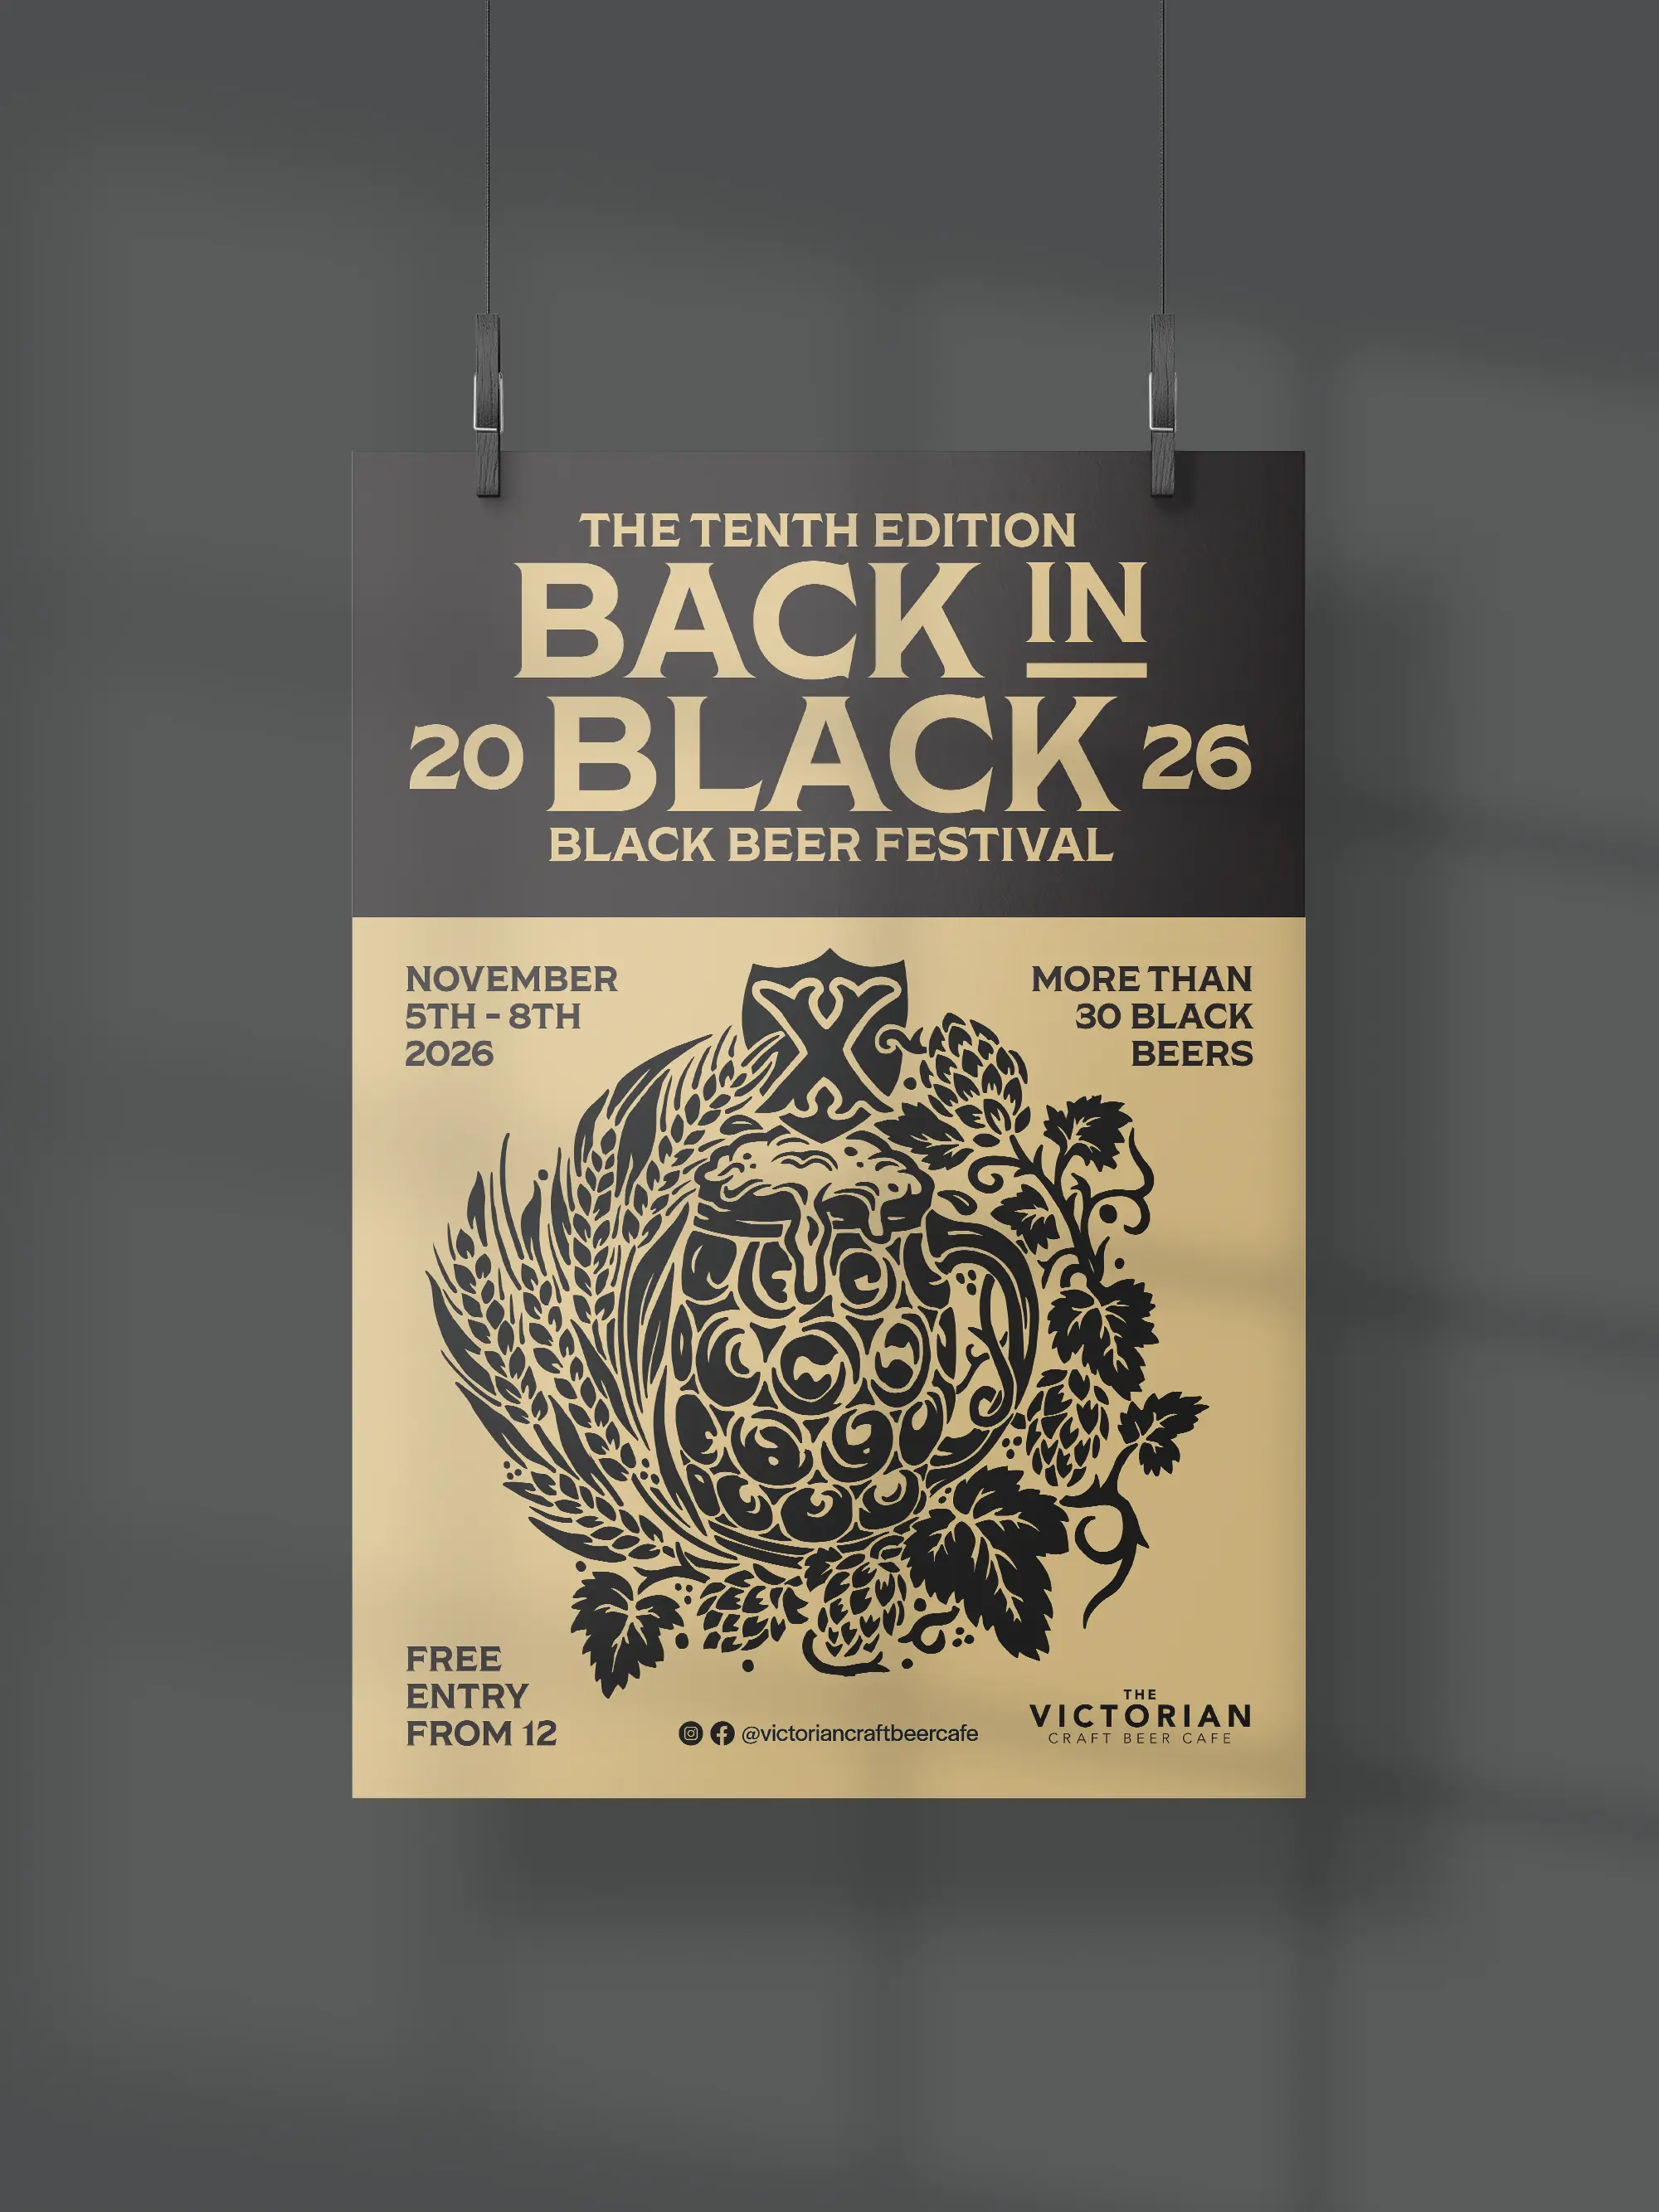 THE TENTH EDITION
BACK IN
20 BLACK 26
BLACK BEER FESTIVAL
NOVEMBER
5TH - 8TH
2026
MORE THAN
30 BLACK
BEERS
X
FREE
ENTRY
FROM 12
@victoriancraftbeercafe
THE
VICTORIAN
CRAFT BEER CAFE